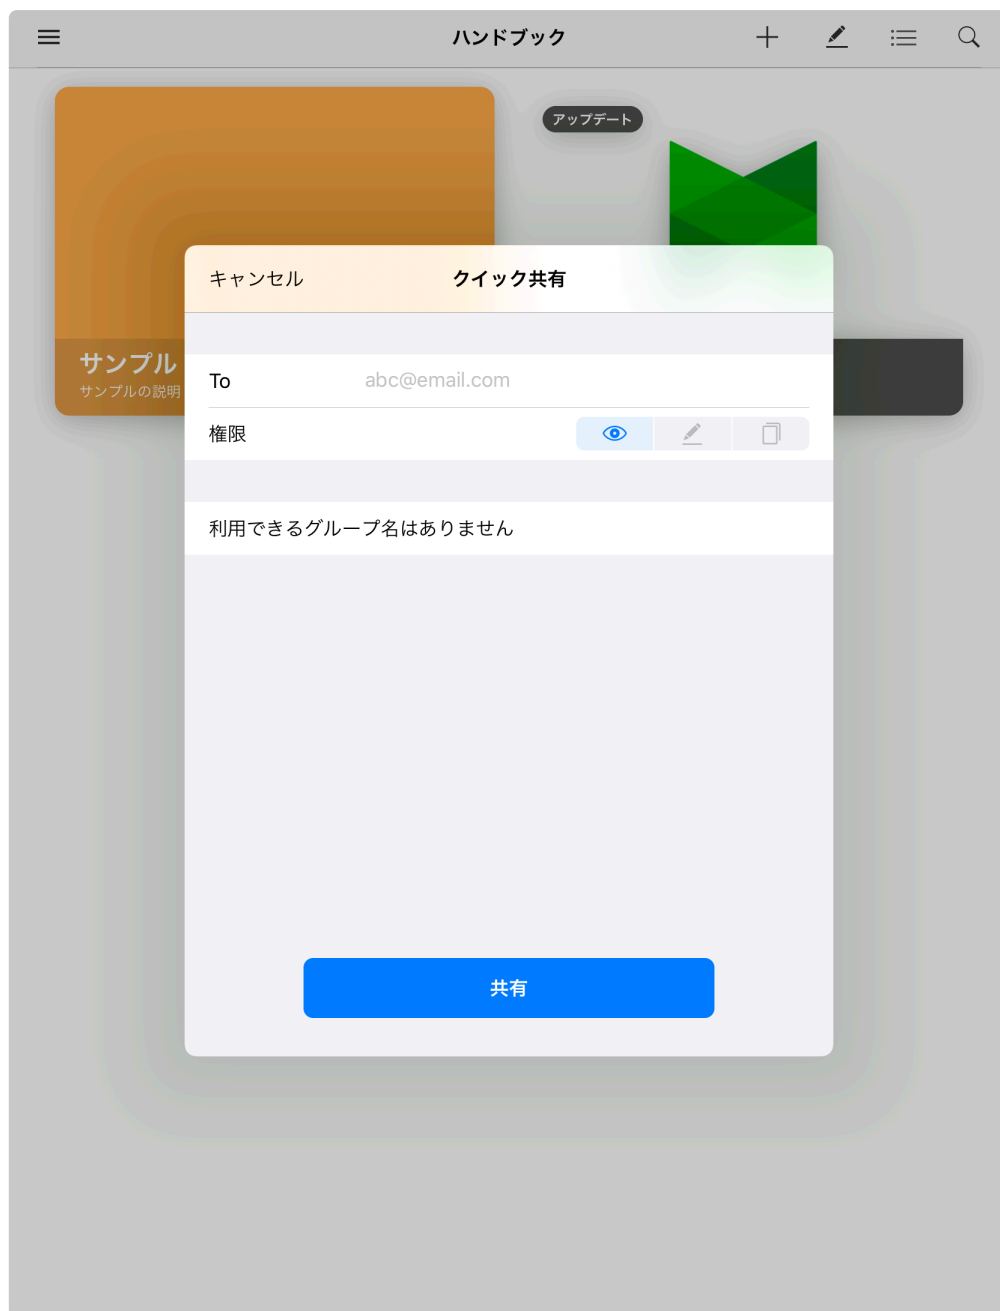 ハンドブック
アップデート
キャンセル
クイック共有
サンプル
サンプルの説明
To
abc@email.com
権限
利用できるグループ名はありません
共有